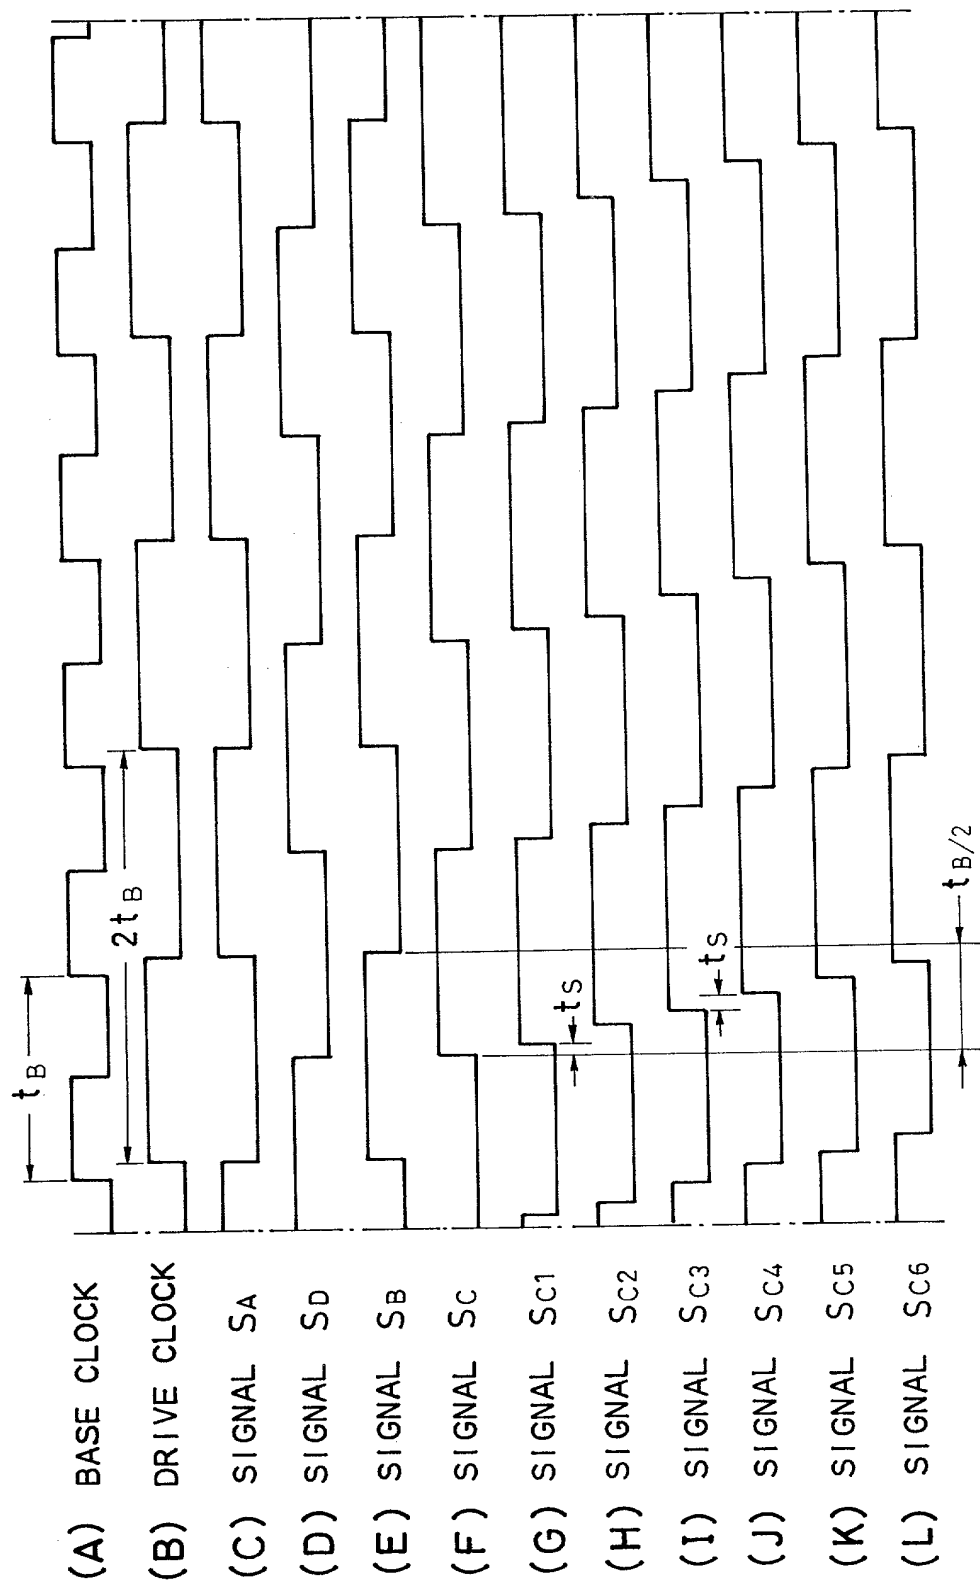 (A) BASE CLOCK
(B) DRIVE CLOCK
(C) SIGNAL SA
(D) SIGNAL SD
(E) SIGNAL SB
(F) SIGNAL SC
(G) SIGNAL SC1
(H) SIGNAL SC2
(I) SIGNAL SC3
(J) SIGNAL SC4
(K) SIGNAL SC5
(L) SIGNAL SC6
tB
2tB
tS
tS
tB/2